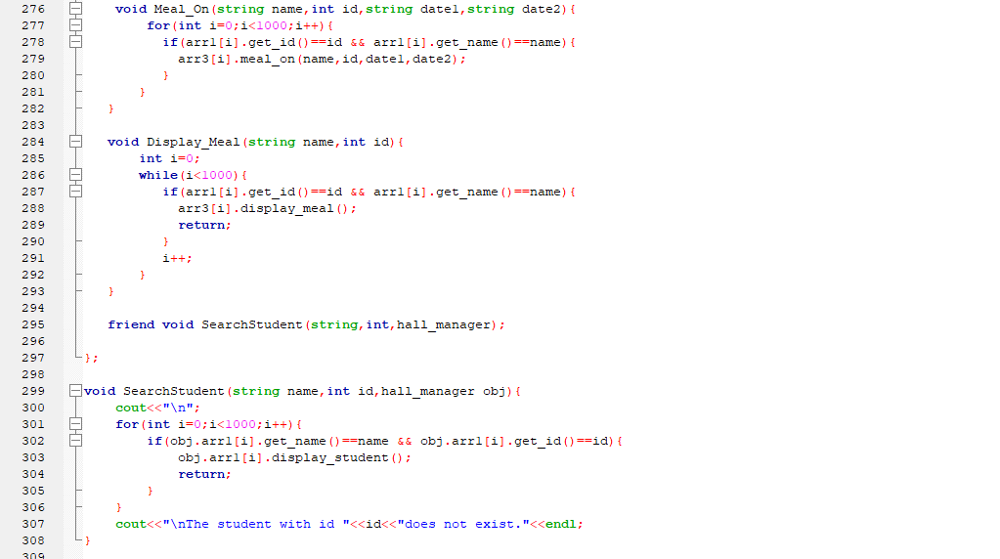 276 void Meal_On(string name,int id,string date1,string date2){
277 for(int i=0;i<1000;i++){
278 if(arr1[i].get_id()==id && arr1[i].get_name()==name){
279 arr3[i].meal_on(name,id,date1,date2);
280 }
281 }
282 }
283
284 void Display_Meal(string name,int id){
285 int i=0;
286 while(i<1000){
287 if(arr1[i].get_id()==id && arr1[i].get_name()==name){
288 arr3[i].display_meal();
289 return;
290 }
291 i++;
292 }
293 }
294
295 friend void SearchStudent(string,int,hall_manager);
296
297 };
298
299 void SearchStudent(string name,int id,hall_manager obj){
300 cout<<"\n";
301 for(int i=0;i<1000;i++){
302 if(obj.arr1[i].get_name()==name && obj.arr1[i].get_id()==id){
303 obj.arr1[i].display_student();
304 return;
305 }
306 }
307 cout<<"\nThe student with id "<<id<<"does not exist."<<endl;
308 }
309